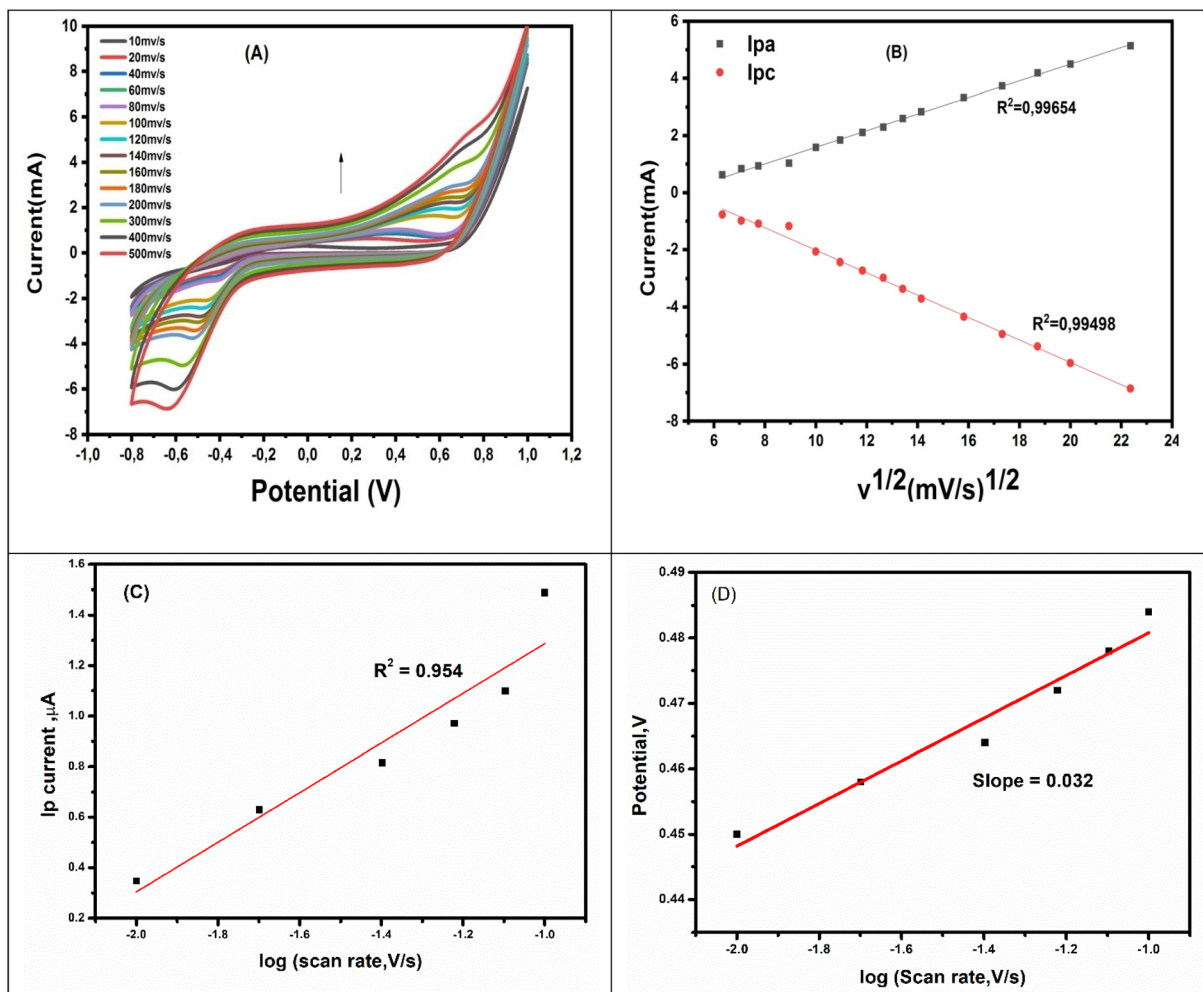 (A)
10mv/s
20mv/s
40mv/s
60mv/s
80mv/s
100mv/s
120mv/s
140mv/s
160mv/s
180mv/s
200mv/s
300mv/s
400mv/s
500mv/s
Current(mA)
10
8
6
4
2
0
-2
-4
-6
-8
-1,0 -0,8 -0,6 -0,4 -0,2 0,0 0,2 0,4 0,6 0,8 1,0 1,2
Potential (V)
(B)
Ipa
Ipc
R2=0,99654
R2=0,99498
Current(mA)
6
4
2
0
-2
-4
-6
-8
6 8 10 12 14 16 18 20 22 24
v1/2(mV/s)1/2
(C)
R2 = 0.954
Ip current ,µA
1.6
1.4
1.2
1.0
0.8
0.6
0.4
0.2
-2.0 -1.8 -1.6 -1.4 -1.2 -1.0
log (scan rate,V/s)
(D)
Slope = 0.032
Potential,V
0.49
0.48
0.47
0.46
0.45
0.44
-2.0 -1.8 -1.6 -1.4 -1.2 -1.0
log (Scan rate,V/s)